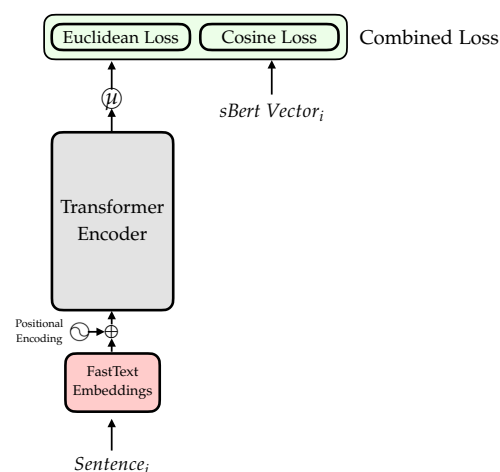 Euclidean Loss
Cosine Loss
Combined Loss
μ
sBert Vector_i
Transformer
Encoder
Positional
Encoding
FastText
Embeddings
Sentence_i